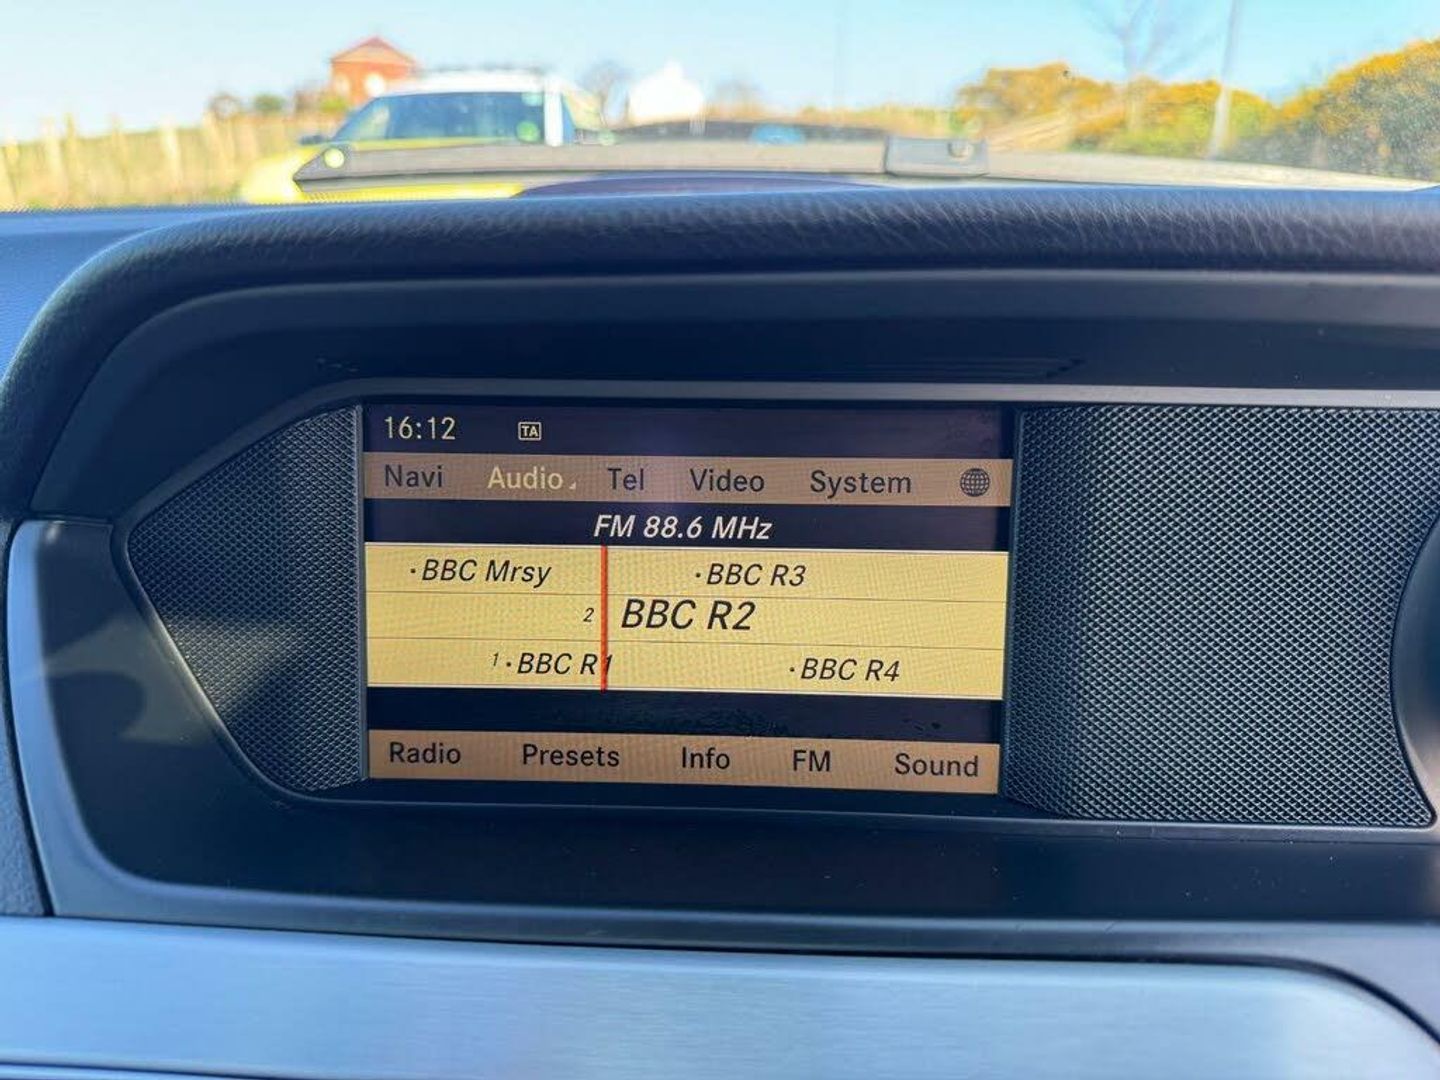 16:12 TA
Navi Audio Tel Video System
FM 88.6 MHz
·BBC Mrsy ·BBC R3
2 BBC R2
1·BBC R1 ·BBC R4
Radio Presets Info FM Sound